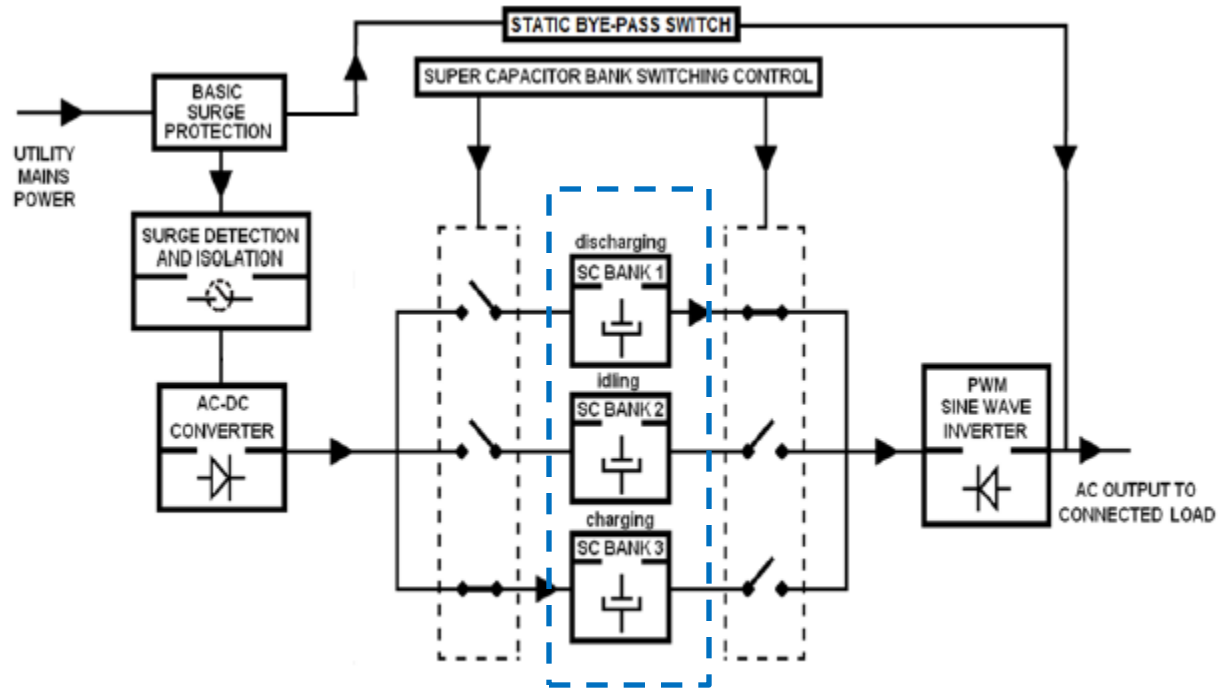 STATIC BYE-PASS SWITCH
SUPER CAPACITOR BANK SWITCHING CONTROL
BASIC
SURGE
PROTECTION
UTILITY
MAINS
POWER
SURGE DETECTION
AND ISOLATION
AC-DC
CONVERTER
discharging
SC BANK 1
idling
SC BANK 2
charging
SC BANK 3
PWM
SINE WAVE
INVERTER
AC OUTPUT TO
CONNECTED LOAD